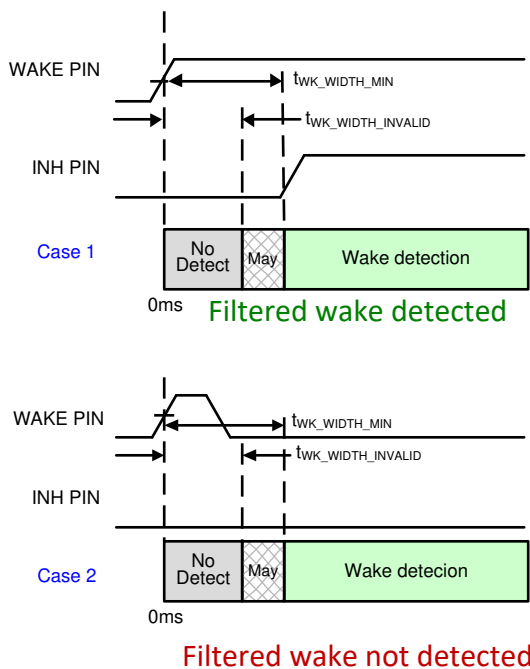 WAKE PIN
tWK_WIDTH_MIN
tWK_WIDTH_INVALID
INH PIN
Case 1
No Detect
May
Wake detection
0ms
Filtered wake detected
WAKE PIN
tWK_WIDTH_MIN
tWK_WIDTH_INVALID
INH PIN
Case 2
No Detect
May
Wake detecion
0ms
Filtered wake not detected